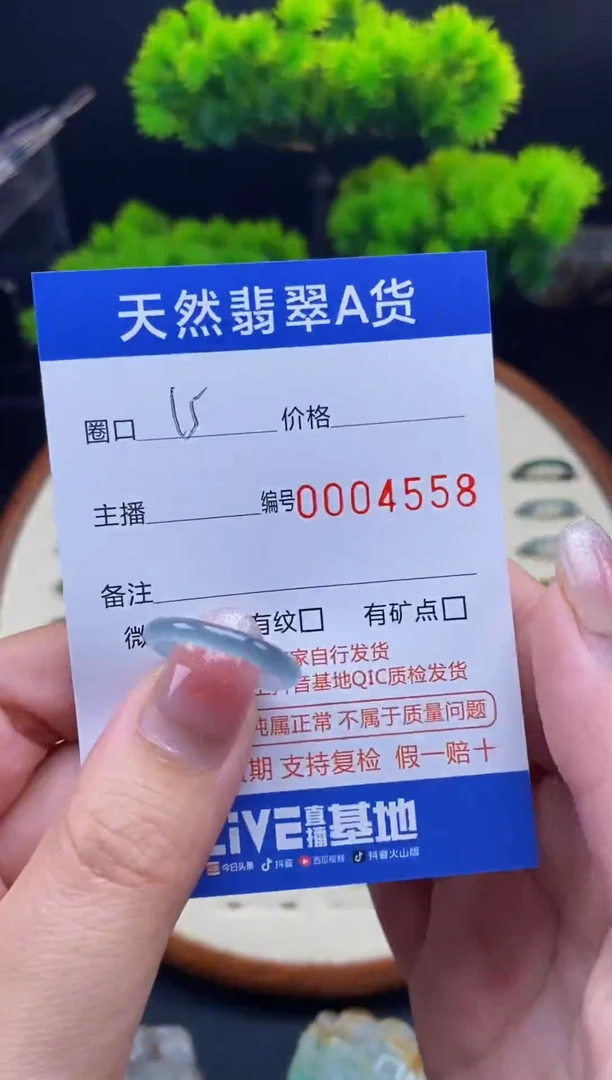 天然翡翠A货
圈口 15 价格
主播 编号0004558
备注
微 有纹 有矿点
家自行发货
抖音基地QIC质检发货
纯属正常 不属于质量问题
期 支持复检 假一赔十
LIVE直播基地
今日头条 抖音 西瓜视频 抖音火山版